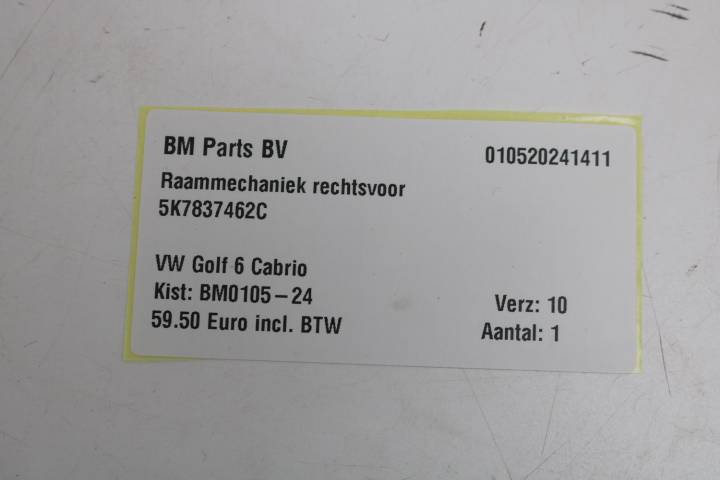 BM Parts BV 010520241411
Raammechaniek rechtsvoor
5K7837462C
VW Golf 6 Cabrio
Kist: BM0105-24 Verz: 10
59.50 Euro incl. BTW Aantal: 1